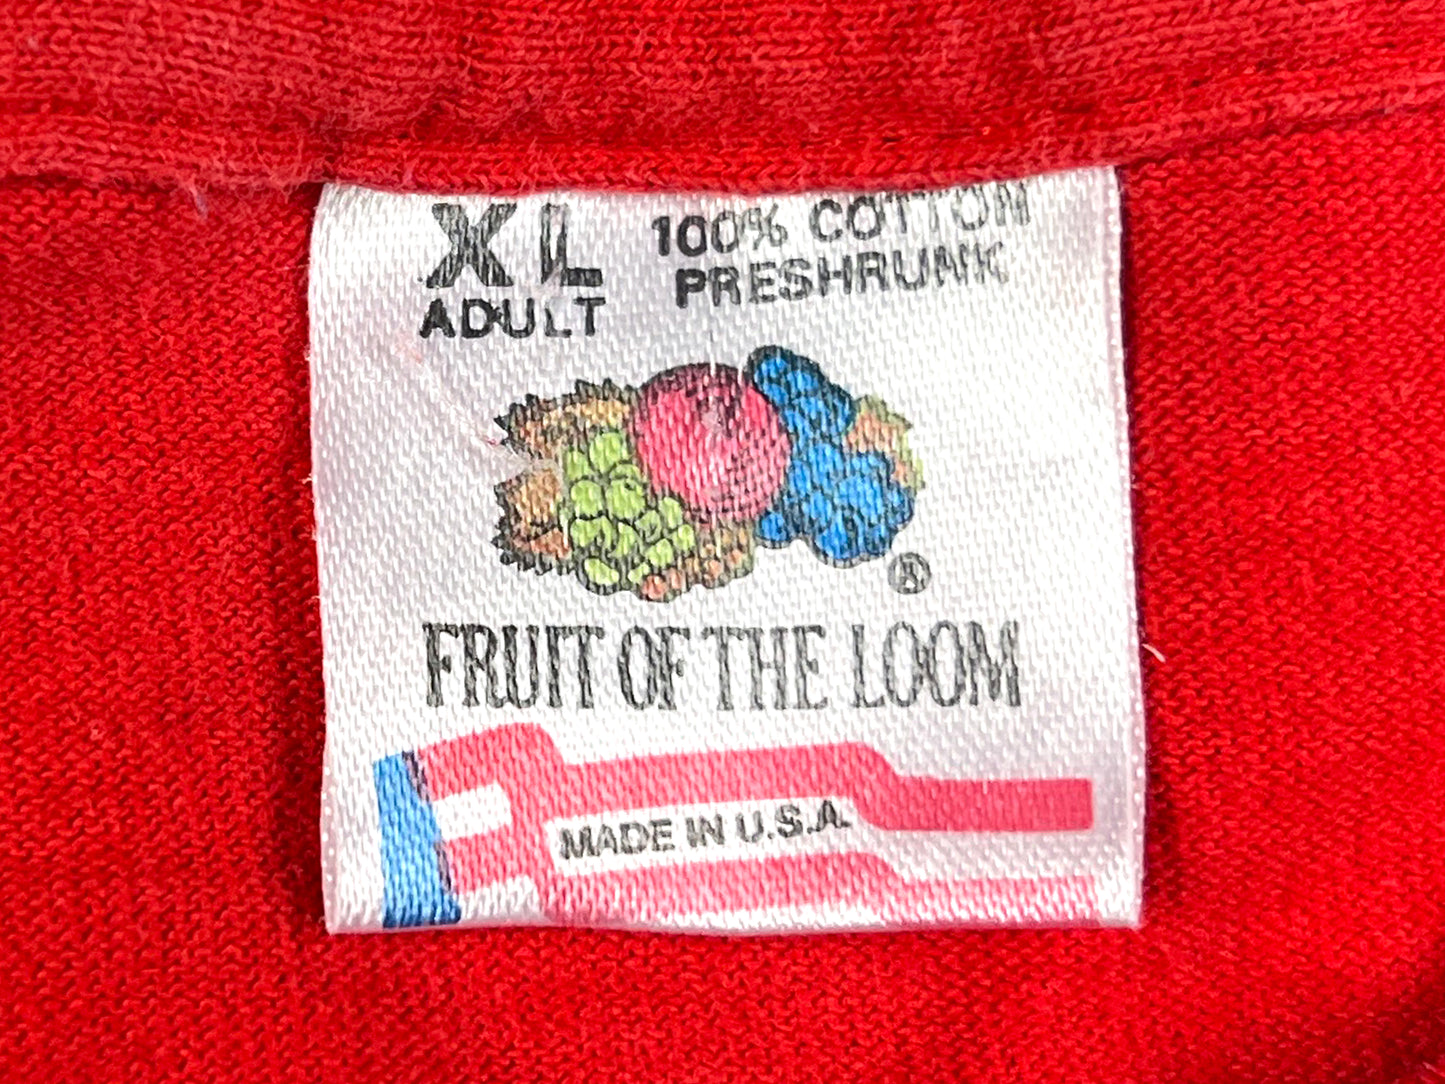 XL
ADULT
100% COTTON
PRESHRUNK
®
FRUIT OF THE LOOM
MADE IN U.S.A.